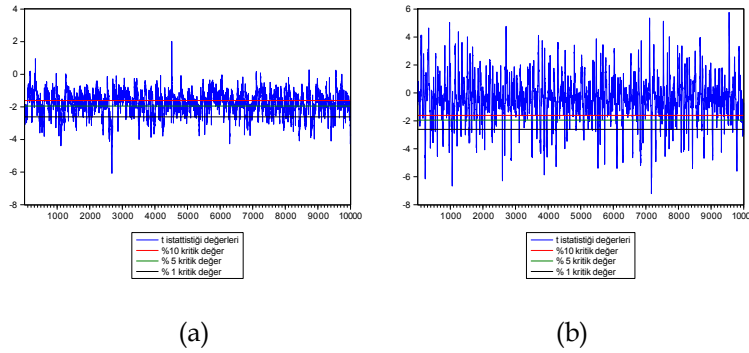 4
2
0
-2
-4
-6
-8
1000 2000 3000 4000 5000 6000 7000 8000 9000 10000
t istattistiği değerleri
%10 kritik değer
% 5 kritik değer
% 1 kritik değer
(a)
6
4
2
0
-2
-4
-6
-8
1000 2000 3000 4000 5000 6000 7000 8000 9000 10000
t istatistiği değerleri
%10 kritik değer
% 5 kritik değer
% 1 kritik değer
(b)